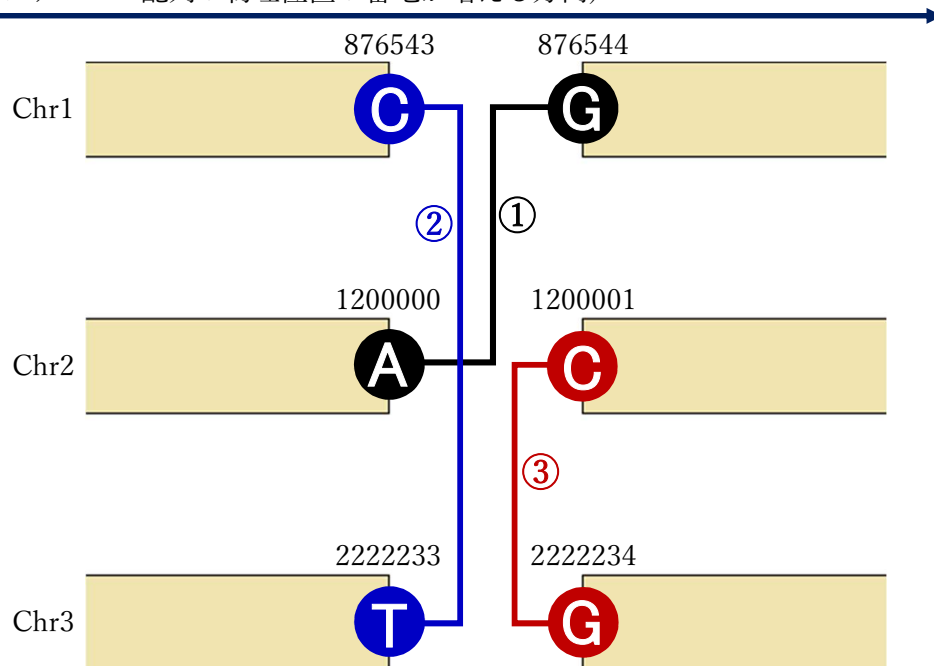 876543 876544
Chr1 C G
② ①
1200000 1200001
Chr2 A C
③
2222233 2222234
Chr3 T G